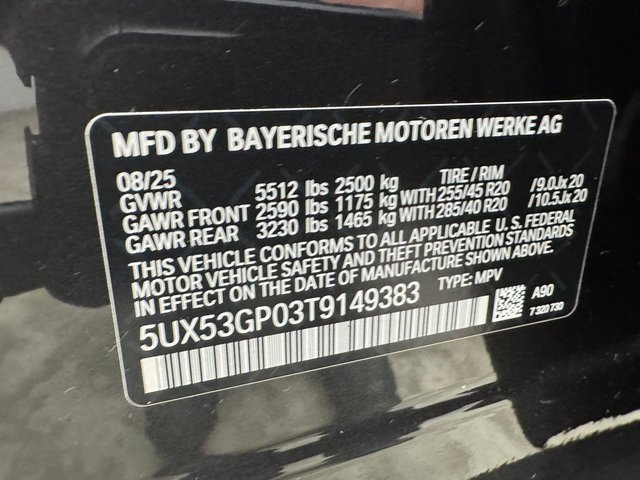 MFD BY BAYERISCHE MOTOREN WERKE AG
08/25 TIRE / RIM
GVWR 5512 lbs 2500 kg
GAWR FRONT 2590 lbs 1175 kg WITH 255/45 R20 /9.0Jx20
GAWR REAR 3230 lbs 1465 kg WITH 285/40 R20 /10.5Jx20
THIS VEHICLE CONFORMS TO ALL APPLICABLE U.S. FEDERAL
MOTOR VEHICLE SAFETY AND THEFT PREVENTION STANDARDS
IN EFFECT ON THE DATE OF MANUFACTURE SHOWN ABOVE.
5UX53GP03T9149383 TYPE: MPV
A90
7 320 730